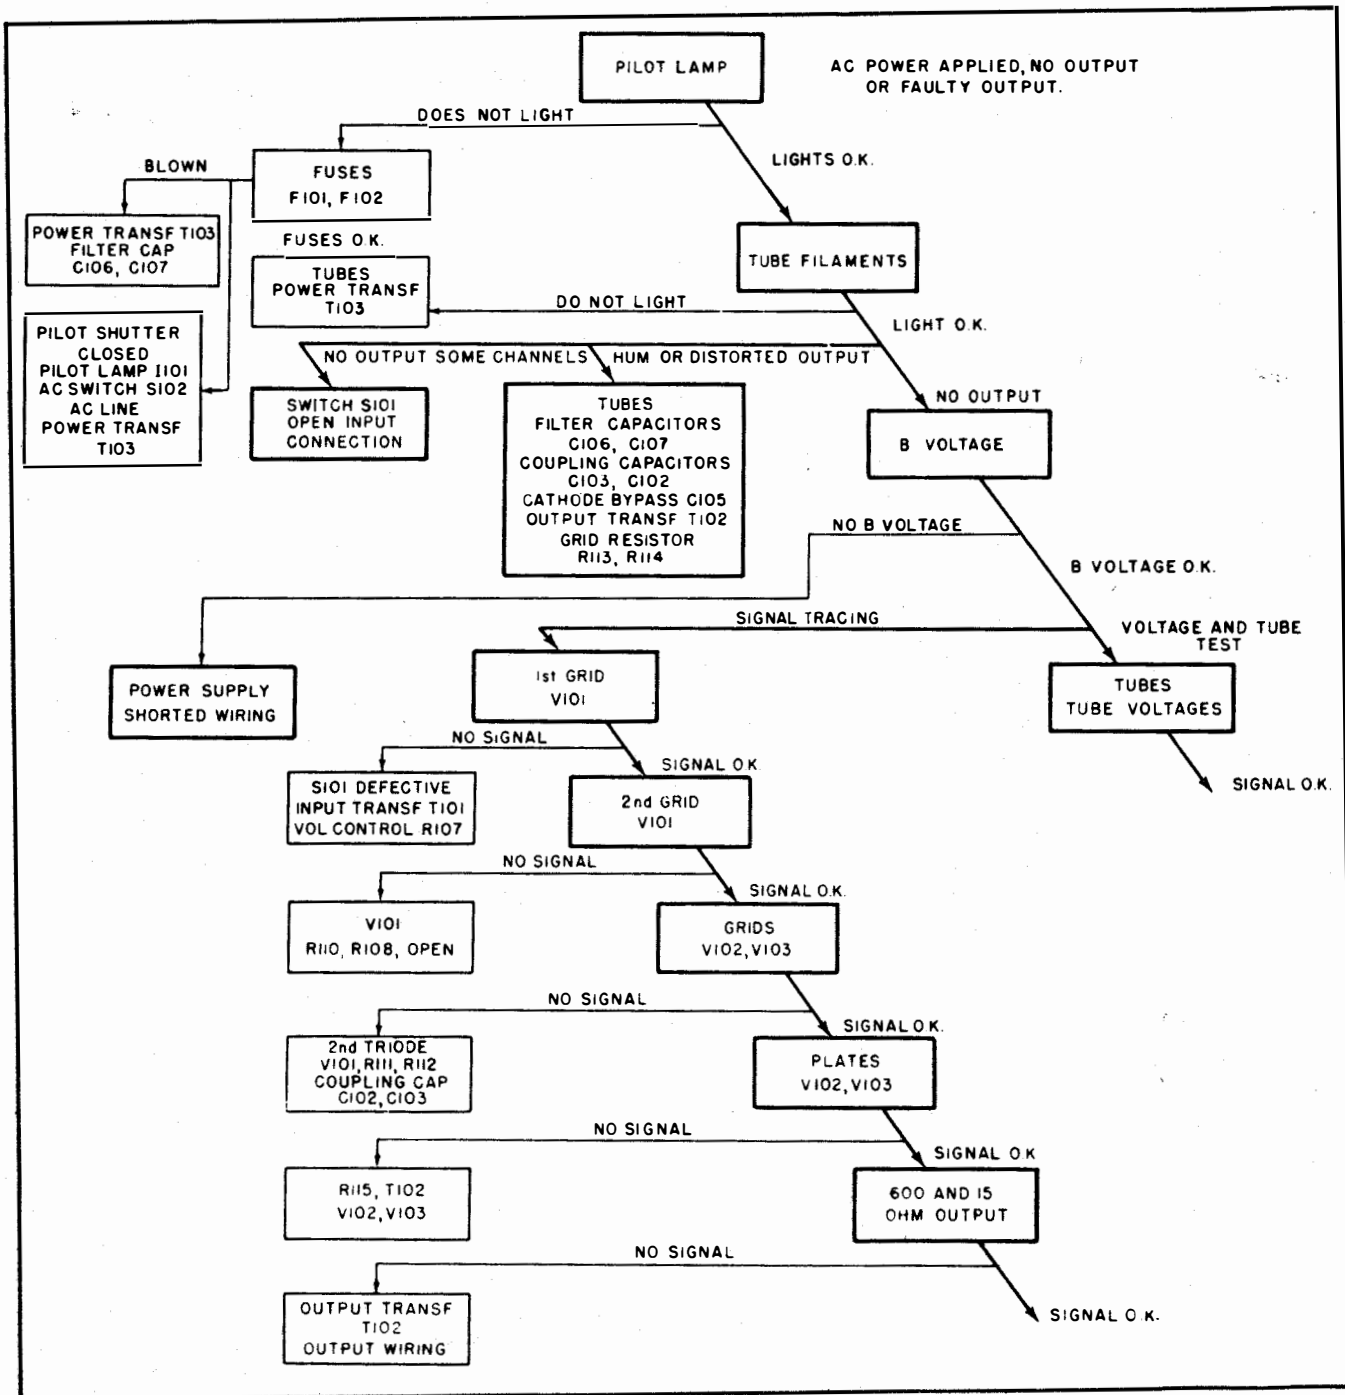 PILOT LAMP
AC POWER APPLIED, NO OUTPUT
OR FAULTY OUTPUT.
DOES NOT LIGHT
LIGHTS O.K.
BLOWN
FUSES
F101, F102
POWER TRANSF T103
FILTER CAP
C106, C107
FUSES O.K.
TUBES
POWER TRANSF
T103
TUBE FILAMENTS
DO NOT LIGHT
LIGHT O.K.
PILOT SHUTTER
CLOSED
PILOT LAMP I101
AC SWITCH S102
AC LINE
POWER TRANSF
T103
NO OUTPUT SOME CHANNELS
HUM OR DISTORTED OUTPUT
SWITCH S101
OPEN INPUT
CONNECTION
TUBES
FILTER CAPACITORS
C106, C107
COUPLING CAPACITORS
C103, C102
CATHODE BYPASS C105
OUTPUT TRANSF T102
GRID RESISTOR
R113, R114
NO OUTPUT
B VOLTAGE
NO B VOLTAGE
B VOLTAGE O.K.
SIGNAL TRACING
VOLTAGE AND TUBE
TEST
POWER SUPPLY
SHORTED WIRING
1st GRID
V101
TUBES
TUBE VOLTAGES
NO SIGNAL
SIGNAL O.K.
SIGNAL O.K.
S101 DEFECTIVE
INPUT TRANSF T101
VOL CONTROL R107
2nd GRID
V101
NO SIGNAL
SIGNAL O.K.
V101
R110, R108, OPEN
GRIDS
V102, V103
NO SIGNAL
SIGNAL O.K.
2nd TRIODE
V101, R111, R112
COUPLING CAP
C102, C103
PLATES
V102, V103
NO SIGNAL
SIGNAL O.K
R115, T102
V102, V103
600 AND 15
OHM OUTPUT
NO SIGNAL
SIGNAL O.K.
OUTPUT TRANSF
T102
OUTPUT WIRING